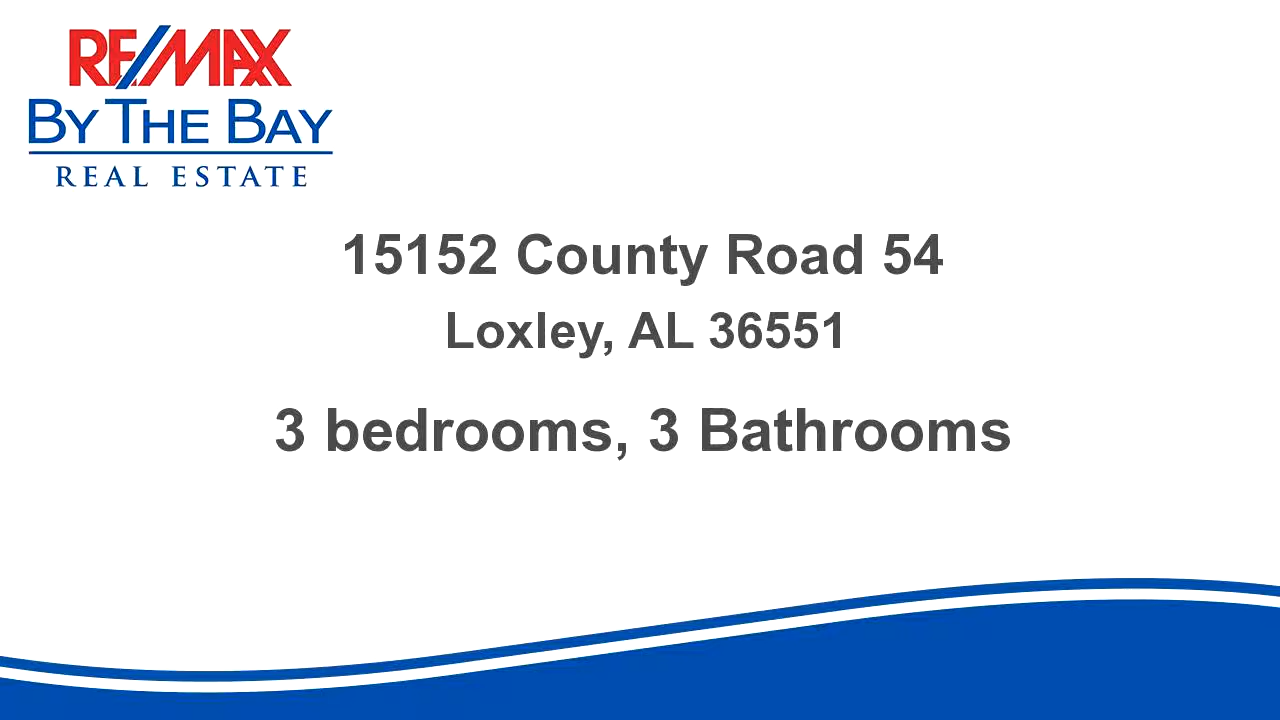 RE/MAX
BY THE BAY
REAL ESTATE
15152 County Road 54
Loxley, AL 36551
3 bedrooms, 3 Bathrooms